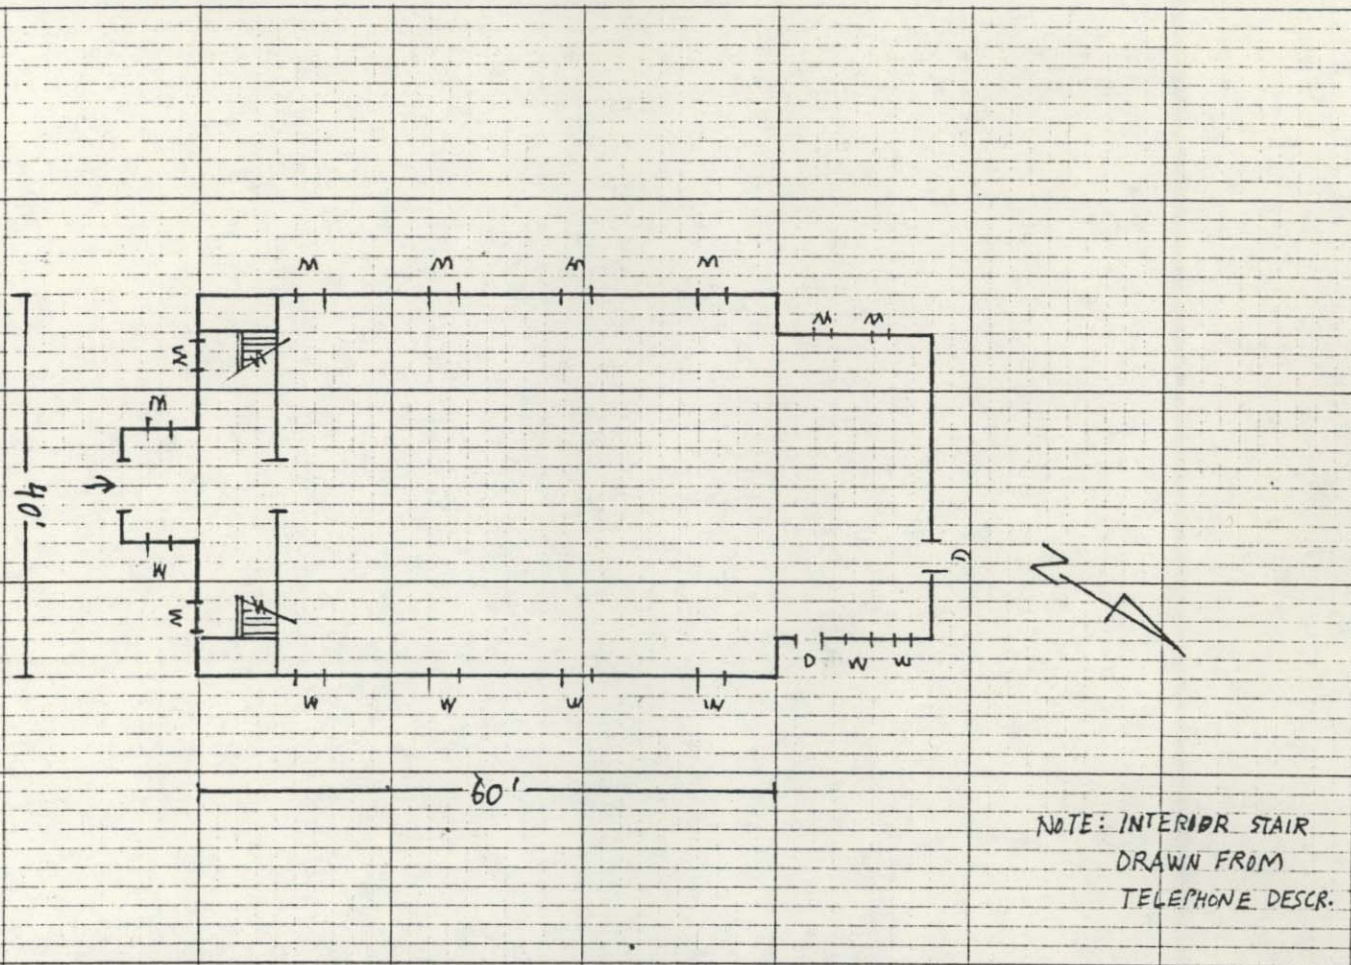 W W W W
W W
W
W
40'
D
W
N
W
D W W
W W W W
60'
NOTE: INTERIOR STAIR
DRAWN FROM
TELEPHONE DESCR.